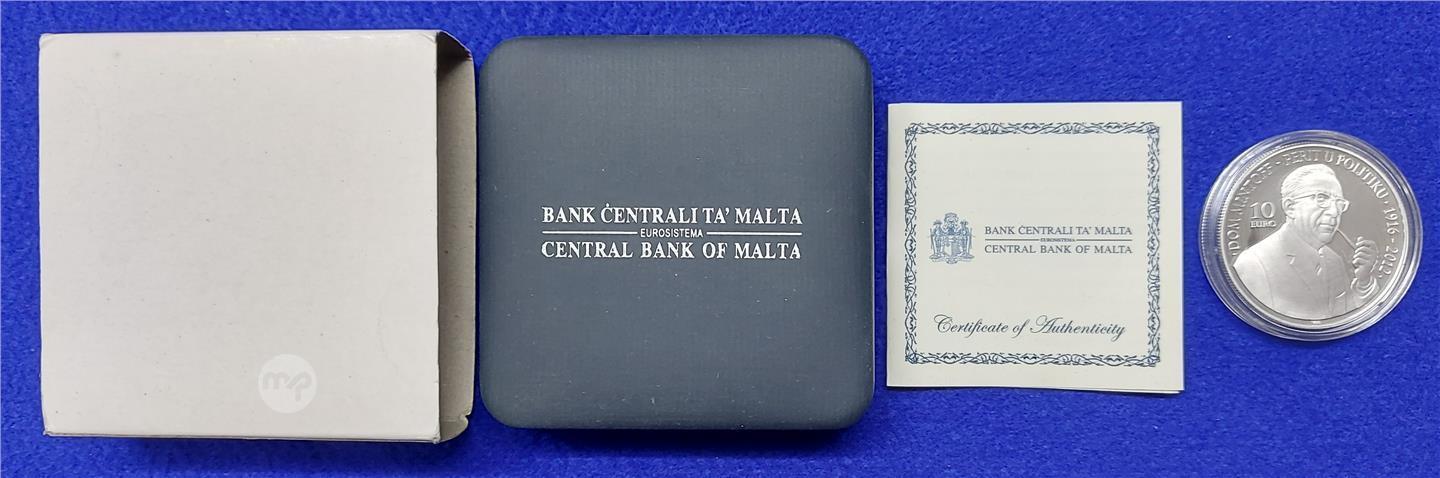 BANK ĊENTRALI TA' MALTA
EUROSISTEMA
CENTRAL BANK OF MALTA
BANK ĊENTRALI TA' MALTA
EUROSISTEMA
CENTRAL BANK OF MALTA
Certificate of Authenticity
DOM MINTOFF - PERIT U POLITIKU · 1916 - 2012
10
EURO
mp